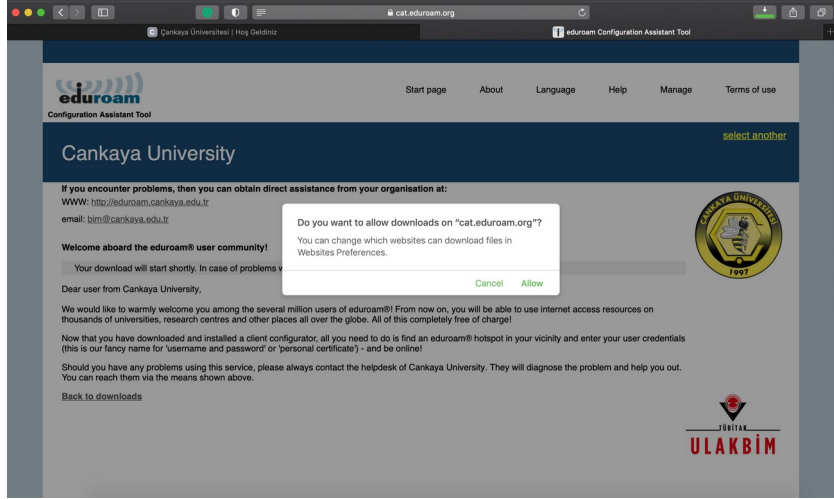 cat.eduroam.org
C Çankaya Üniversitesi | Hoş Geldiniz
eduroam Configuration Assistant Tool
eduroam
Configuration Assistant Tool
Start page About Language Help Manage Terms of use
select another
Cankaya University
If you encounter problems, then you can obtain direct assistance from your organisation at:
WWW: http://eduroam.cankaya.edu.tr
email: bim@cankaya.edu.tr
ÇANKAYA ÜNİVERSİTESİ
1997
Do you want to allow downloads on “cat.eduroam.org”?
You can change which websites can download files in
Websites Preferences.
Cancel Allow
Welcome aboard the eduroam® user community!
Your download will start shortly. In case of problems
Dear user from Cankaya University,
We would like to warmly welcome you among the several million users of eduroam®! From now on, you will be able to use internet access resources on
thousands of universities, research centres and other places all over the globe. All of this completely free of charge!
Now that you have downloaded and installed a client configurator, all you need to do is find an eduroam® hotspot in your vicinity and enter your user credentials
(this is our fancy name for 'username and password' or 'personal certificate') - and be online!
Should you have any problems using this service, please always contact the helpdesk of Cankaya University. They will diagnose the problem and help you out.
You can reach them via the means shown above.
Back to downloads
TÜBİTAK
ULAKBİM